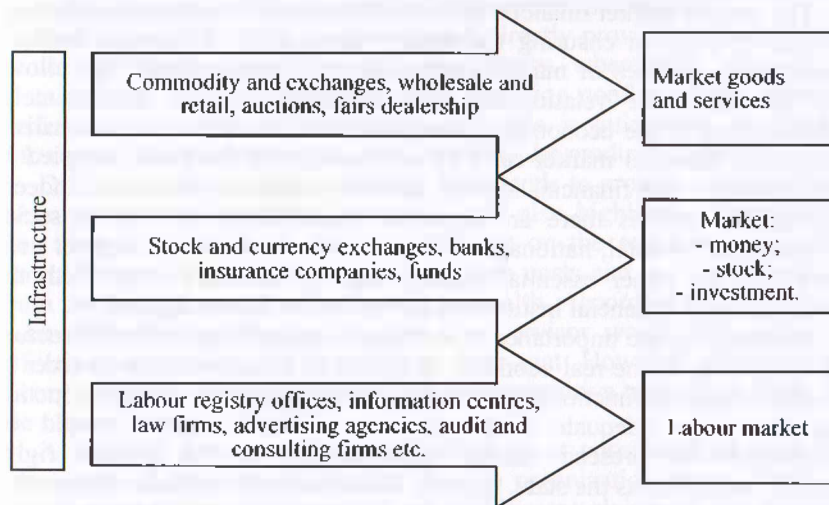 Infrastructure
Commodity and exchanges, wholesale and
retail, auctions, fairs dealership
Market goods
and services
Stock and currency exchanges, banks,
insurance companies, funds
Market:
- money;
- stock;
investment.
Labour registry offices, information centres,
law firms, advertising agencies, audit and
consulting firms etc.
Labour market